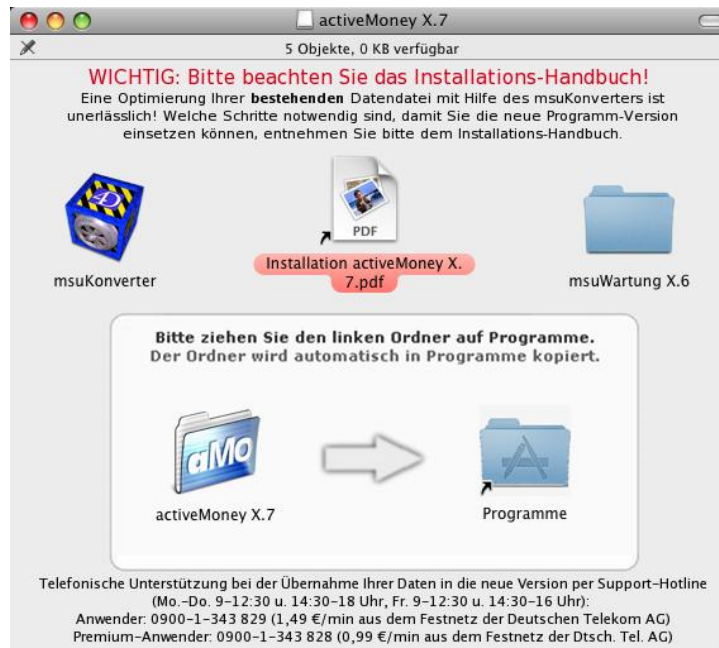 activeMoney X.7
5 Objekte, 0 KB verfügbar
WICHTIG: Bitte beachten Sie das Installations-Handbuch!
Eine Optimierung Ihrer bestehenden Datendatei mit Hilfe des msuKonverters ist
unerlässlich! Welche Schritte notwendig sind, damit Sie die neue Programm-Version
einsetzen können, entnehmen Sie bitte dem Installations-Handbuch.
4D
PDF
msuKonverter
Installation activeMoney X.
7.pdf
msuWartung X.6
Bitte ziehen Sie den linken Ordner auf Programme.
Der Ordner wird automatisch in Programme kopiert.
aMo
activeMoney X.7
Programme
Telefonische Unterstützung bei der Übernahme Ihrer Daten in die neue Version per Support-Hotline
(Mo.-Do. 9-12:30 u. 14:30-18 Uhr, Fr. 9-12:30 u. 14:30-16 Uhr):
Anwender: 0900-1-343 829 (1,49 €/min aus dem Festnetz der Deutschen Telekom AG)
Premium-Anwender: 0900-1-343 828 (0,99 €/min aus dem Festnetz der Dtsch. Tel. AG)